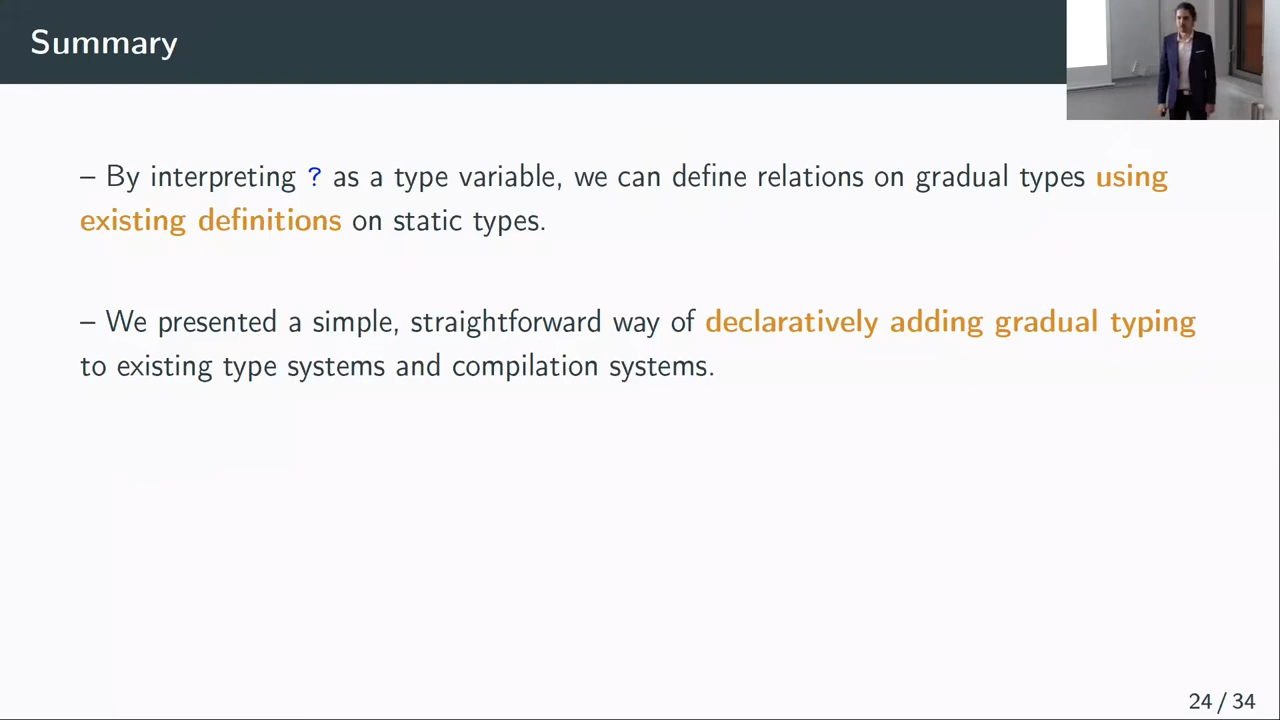 Summary
– By interpreting ? as a type variable, we can define relations on gradual types using
existing definitions on static types.
– We presented a simple, straightforward way of declaratively adding gradual typing
to existing type systems and compilation systems.
24 / 34